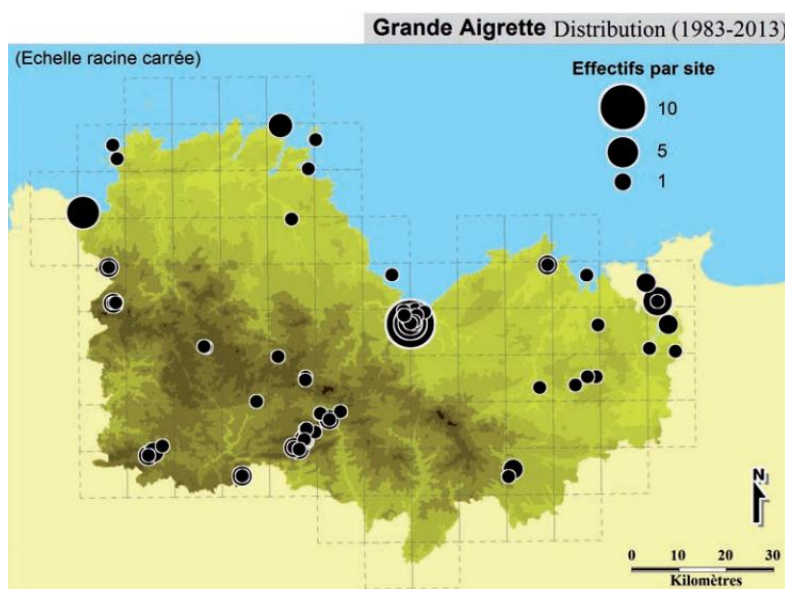 Grande Aigrette Distribution (1983-2013)
(Echelle racine carrée)
Effectifs par site
10
5
1
N
0 10 20 30
Kilomètres